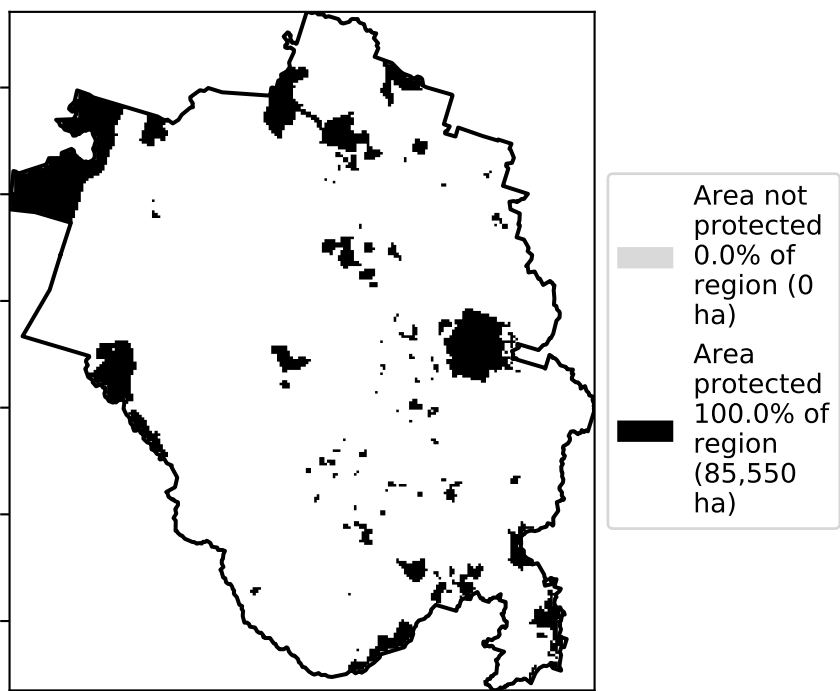 Area not
protected
0.0% of
region (0
ha)
Area
protected
100.0% of
region
(85,550
ha)